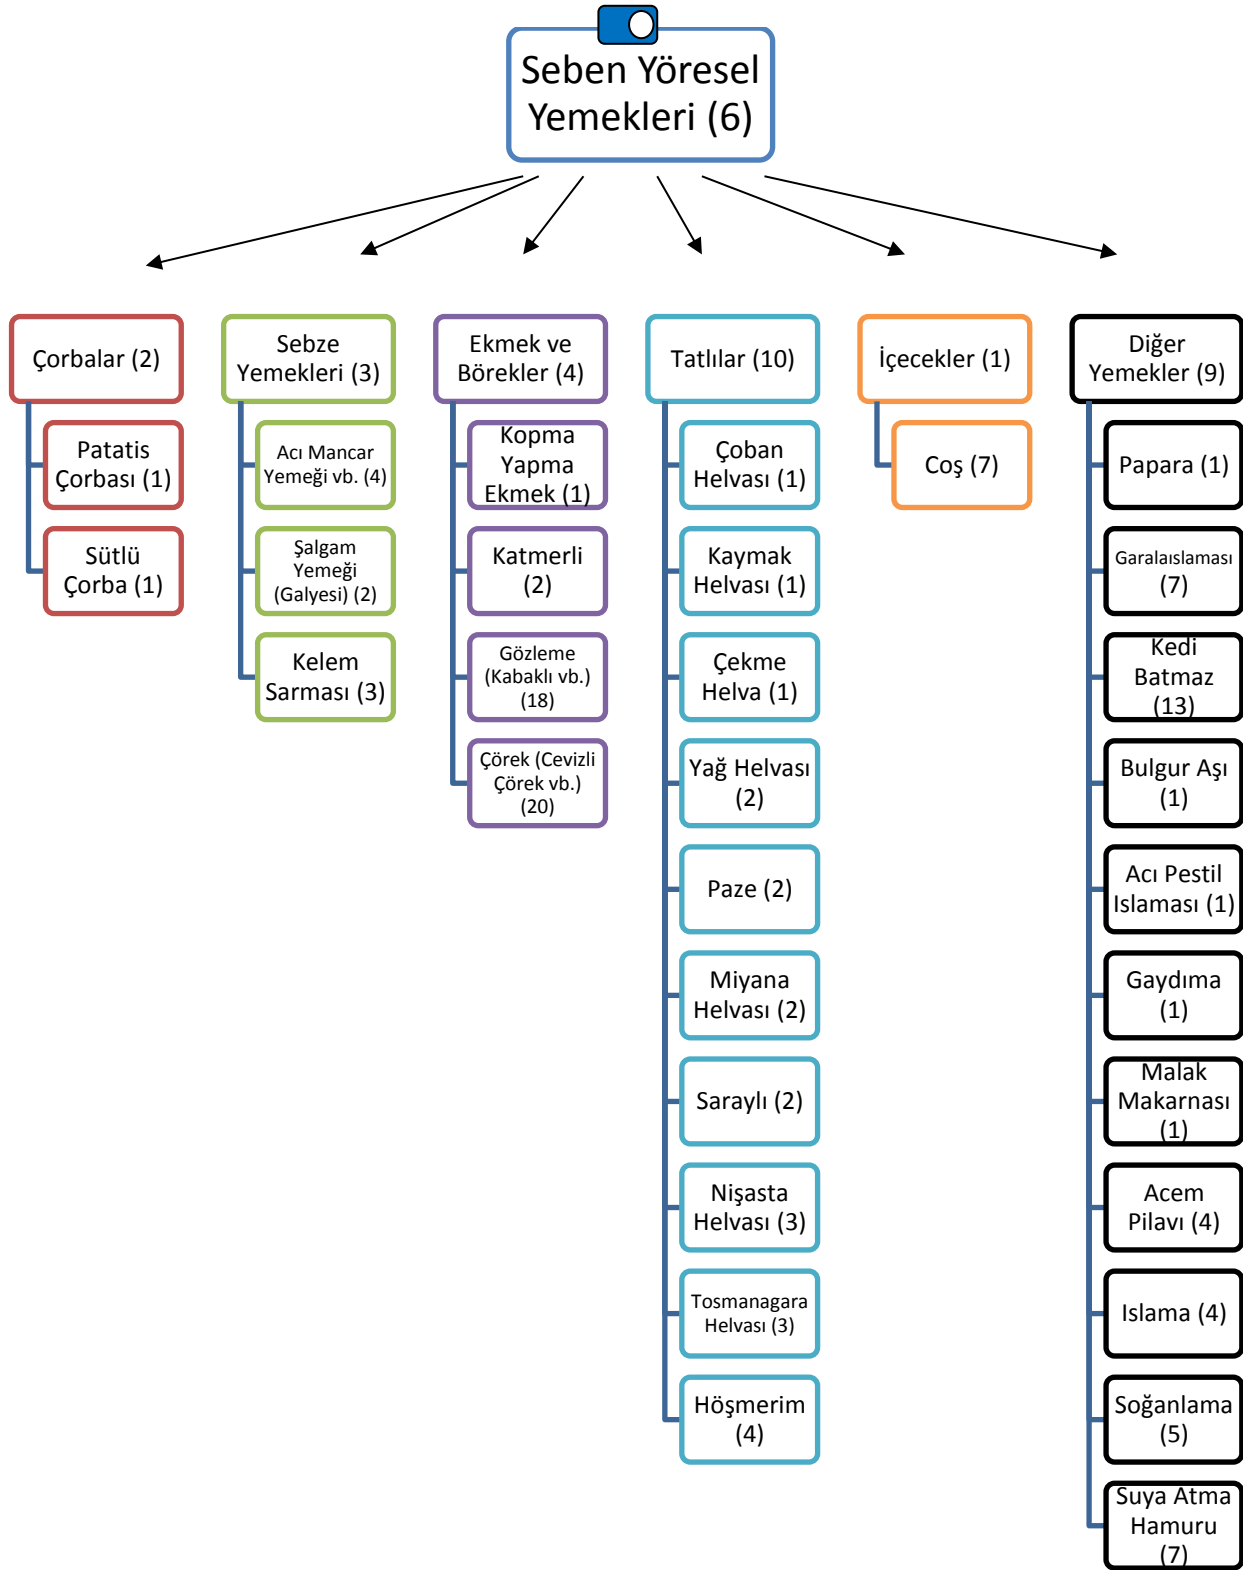 Seben Yöresel
Yemekleri (6)
Çorbalar (2)
Patatis
Çorbası (1)
Sütlü
Çorba (1)
Sebze
Yemekleri (3)
Acı Mancar
Yemeği vb. (4)
Şalgam
Yemeği
(Galyesi) (2)
Kelem
Sarması (3)
Ekmek ve
Börekler (4)
Kopma
Yapma
Ekmek (1)
Katmerli
(2)
Gözleme
(Kabaklı vb.)
(18)
Çörek (Cevizli
Çörek vb.)
(20)
Tatlılar (10)
Çoban
Helvası (1)
Kaymak
Helvası (1)
Çekme
Helva (1)
Yağ Helvası
(2)
Paze (2)
Miyana
Helvası (2)
Saraylı (2)
Nişasta
Helvası (3)
Tosmanagara
Helvası (3)
Höşmerim
(4)
İçecekler (1)
Coş (7)
Diğer
Yemekler (9)
Papara (1)
Garalaıslaması
(7)
Kedi
Batmaz
(13)
Bulgur Aşı
(1)
Acı Pestil
Islaması (1)
Gaydıma
(1)
Malak
Makarnası
(1)
Acem
Pilavı (4)
Islama (4)
Soğanlama
(5)
Suya Atma
Hamuru
(7)